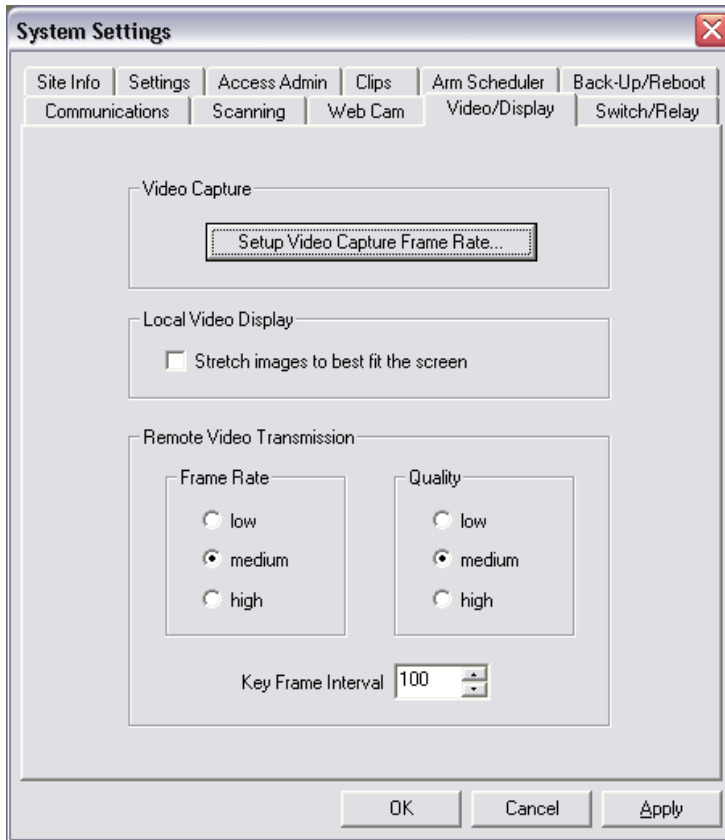 System Settings
Site Info Settings Access Admin Clips Arm Scheduler Back-Up/Reboot
Communications Scanning Web Cam Video/Display Switch/Relay
Video Capture
Setup Video Capture Frame Rate...
Local Video Display
Stretch images to best fit the screen
Remote Video Transmission
Frame Rate Quality
low low
medium medium
high high
Key Frame Interval 100
OK Cancel Apply